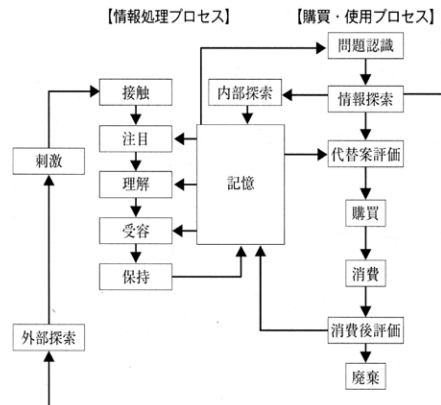 【情報処理プロセス】
【購買・使用プロセス】
問題認識
接触
内部探索
情報探索
注目
刺激
理解
記憶
代替案評価
受容
購買
保持
消費
外部探索
消費後評価
廃棄